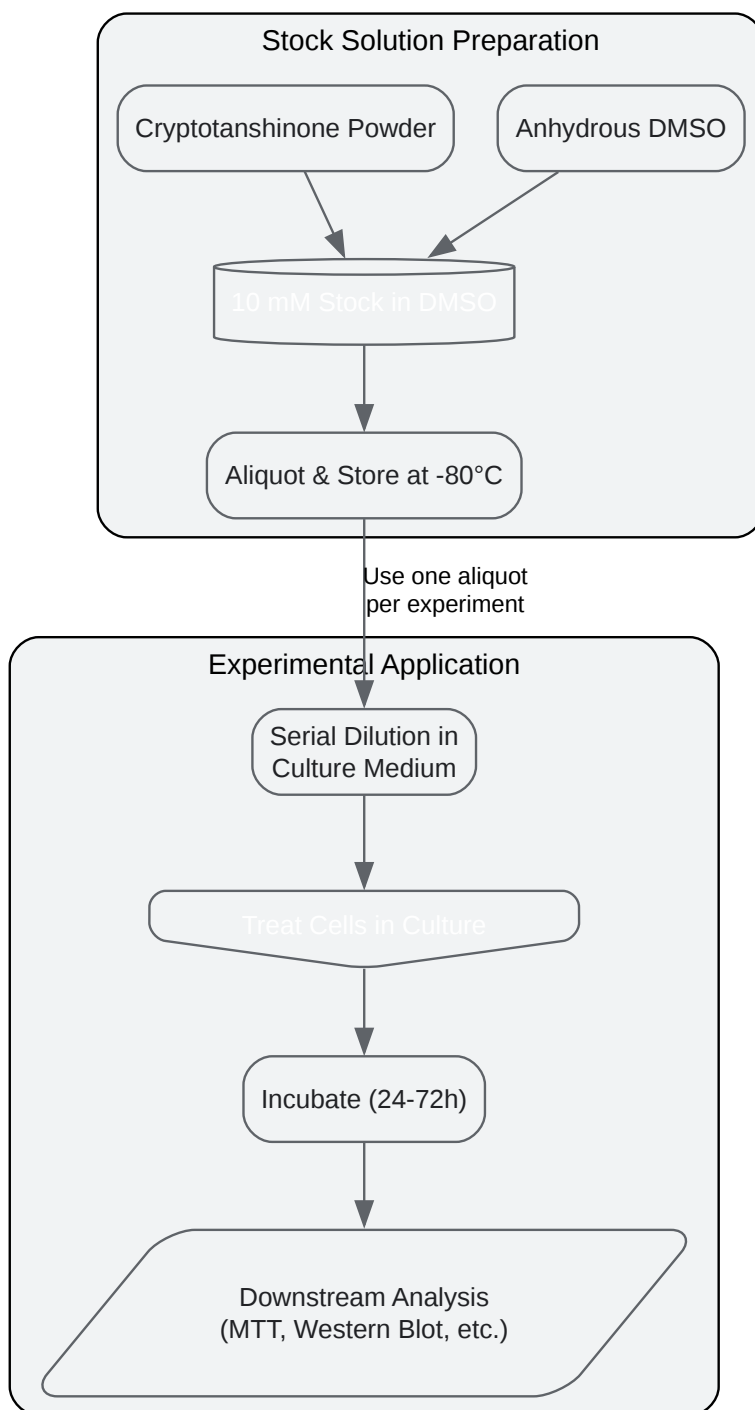 Stock Solution Preparation
Cryptotanshinone Powder
Anhydrous DMSO
10 mM Stock in DMSO
Aliquot & Store at -80°C
Use one aliquot
per experiment
Experimental Application
Serial Dilution in
Culture Medium
Treat Cells in Culture
Incubate (24-72h)
Downstream Analysis
(MTT, Western Blot, etc.)